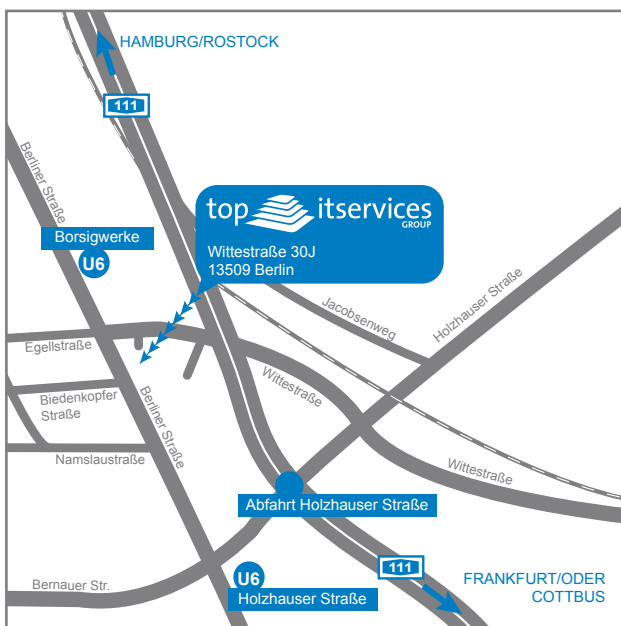 HAMBURG/ROSTOCK
111
Berliner Straße
Borsigwerke
U6
top itservices
GROUP
Wittestraße 30J
13509 Berlin
Jacobsenweg
Holzhauser Straße
Egellstraße
Wittestraße
Biedenkopfer
Straße
Berliner Straße
Namslaustraße
Wittestraße
Abfahrt Holzhauser Straße
111
U6
Holzhauser Straße
Bernauer Str.
FRANKFURT/ODER
COTTBUS